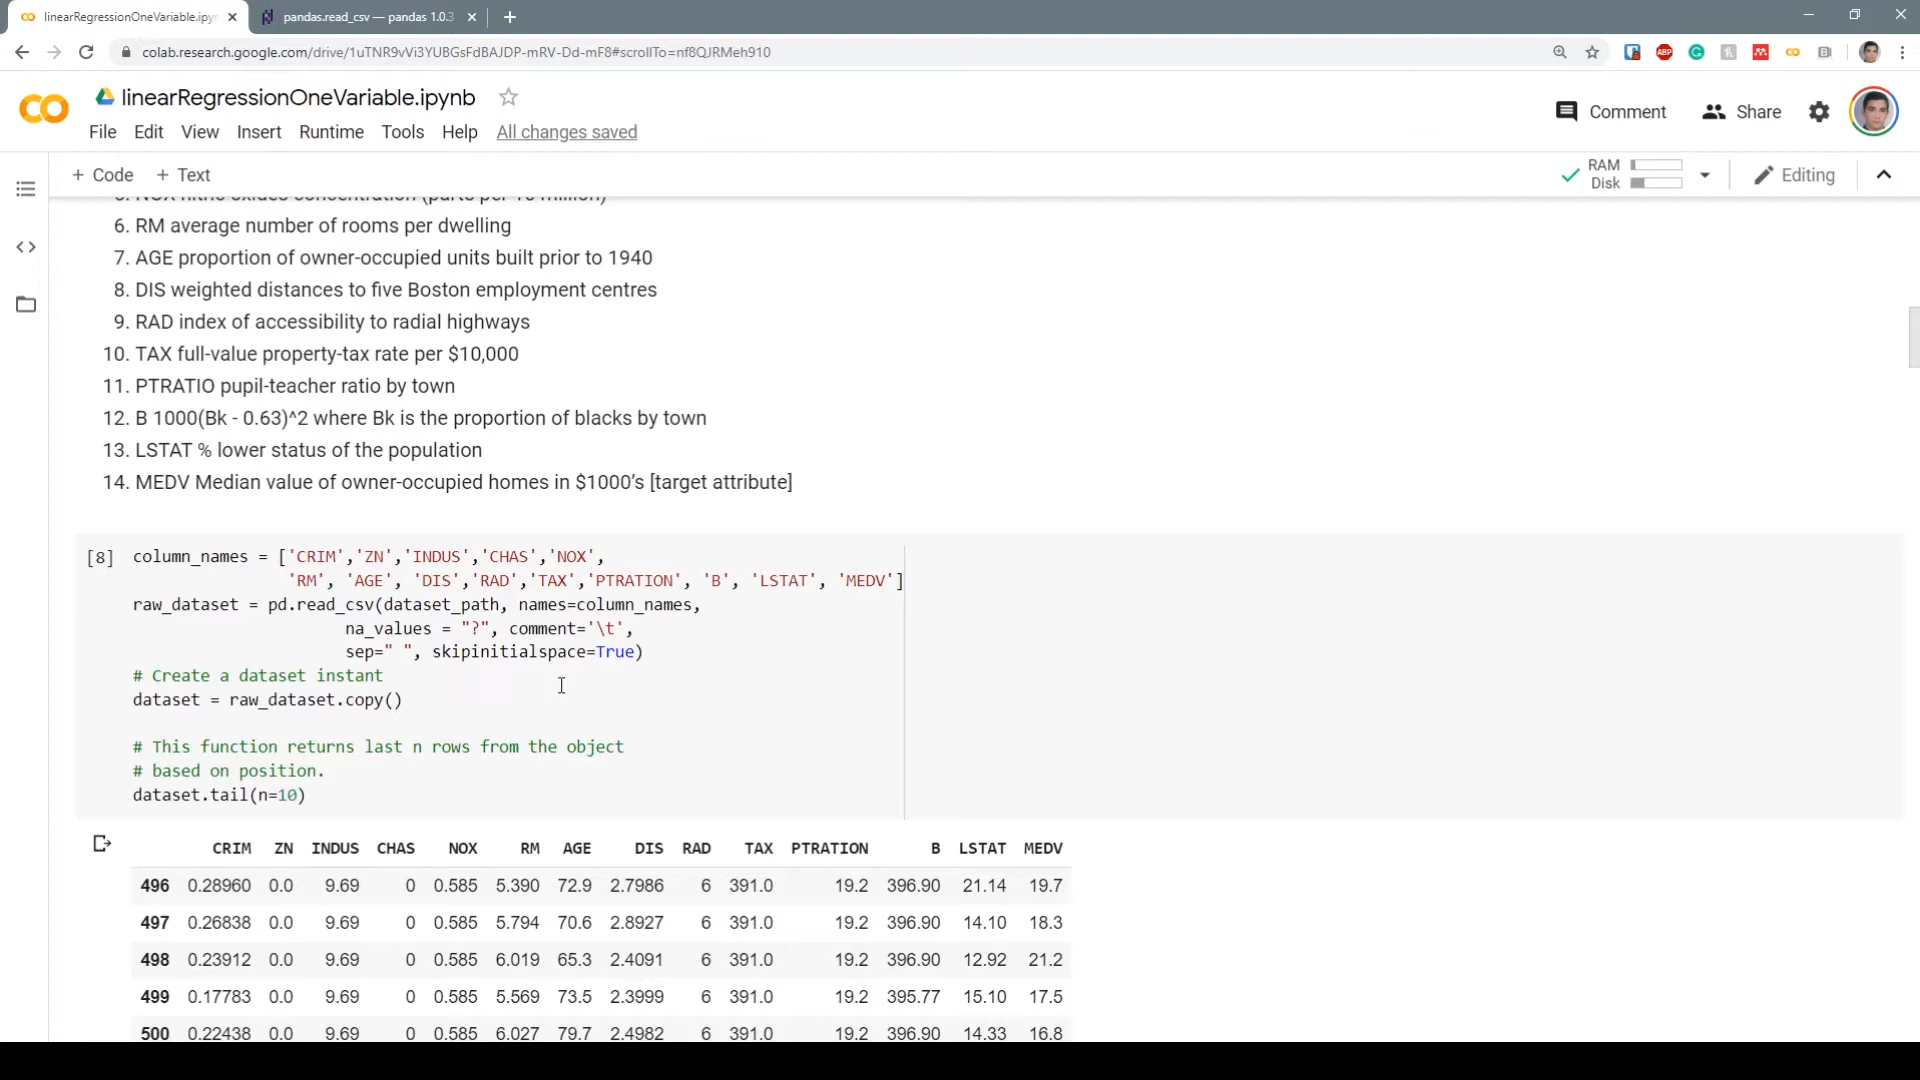 linearRegressionOneVariable.ipyn
pandas.read_csv — pandas 1.0.3
colab.research.google.com/drive/1uTNR9vVi3YUBGsFdBAJDP-mRV-Dd-mF8#scrollTo=nf8QJRMeh910
ABP
linearRegressionOneVariable.ipynb
Comment
Share
File Edit View Insert Runtime Tools Help All changes saved
+ Code + Text
RAM
Disk
Editing
5. NOX nitric oxides concentration (parts per 10 million)
6. RM average number of rooms per dwelling
7. AGE proportion of owner-occupied units built prior to 1940
8. DIS weighted distances to five Boston employment centres
9. RAD index of accessibility to radial highways
10. TAX full-value property-tax rate per $10,000
11. PTRATIO pupil-teacher ratio by town
12. B 1000(Bk - 0.63)^2 where Bk is the proportion of blacks by town
13. LSTAT % lower status of the population
14. MEDV Median value of owner-occupied homes in $1000’s [target attribute]
[8] column_names = ['CRIM','ZN','INDUS','CHAS','NOX',
'RM', 'AGE', 'DIS','RAD','TAX','PTRATION', 'B', 'LSTAT', 'MEDV']
raw_dataset = pd.read_csv(dataset_path, names=column_names,
na_values = "?", comment='\t',
sep=" ", skipinitialspace=True)
# Create a dataset instant
dataset = raw_dataset.copy()
# This function returns last n rows from the object
# based on position.
dataset.tail(n=10)
CRIM ZN INDUS CHAS NOX RM AGE DIS RAD TAX PTRATION B LSTAT MEDV
496 0.28960 0.0 9.69 0 0.585 5.390 72.9 2.7986 6 391.0 19.2 396.90 21.14 19.7
497 0.26838 0.0 9.69 0 0.585 5.794 70.6 2.8927 6 391.0 19.2 396.90 14.10 18.3
498 0.23912 0.0 9.69 0 0.585 6.019 65.3 2.4091 6 391.0 19.2 396.90 12.92 21.2
499 0.17783 0.0 9.69 0 0.585 5.569 73.5 2.3999 6 391.0 19.2 395.77 15.10 17.5
500 0.22438 0.0 9.69 0 0.585 6.027 79.7 2.4982 6 391.0 19.2 396.90 14.33 16.8